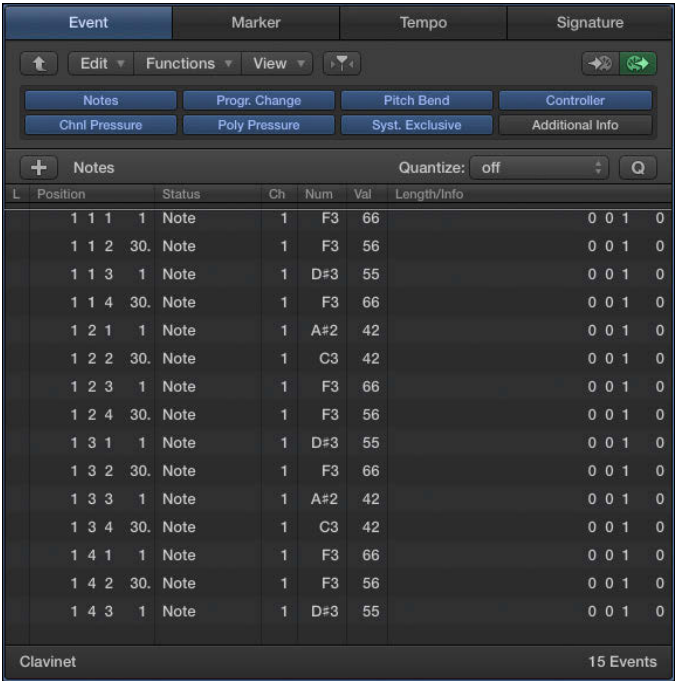 Event Marker Tempo Signature
Edit Functions View
Notes Progr. Change Pitch Bend Controller
Chnl Pressure Poly Pressure Syst. Exclusive Additional Info
Notes Quantize: off Q
L Position Status Ch Num Val Length/Info
1 1 1 1 Note 1 F3 66 0 0 1 0
1 1 2 30. Note 1 F3 56 0 0 1 0
1 1 3 1 Note 1 D♯3 55 0 0 1 0
1 1 4 30. Note 1 F3 66 0 0 1 0
1 2 1 1 Note 1 A♯2 42 0 0 1 0
1 2 2 30. Note 1 C3 42 0 0 1 0
1 2 3 1 Note 1 F3 66 0 0 1 0
1 2 4 30. Note 1 F3 56 0 0 1 0
1 3 1 1 Note 1 D♯3 55 0 0 1 0
1 3 2 30. Note 1 F3 66 0 0 1 0
1 3 3 1 Note 1 A♯2 42 0 0 1 0
1 3 4 30. Note 1 C3 42 0 0 1 0
1 4 1 1 Note 1 F3 66 0 0 1 0
1 4 2 30. Note 1 F3 56 0 0 1 0
1 4 3 1 Note 1 D♯3 55 0 0 1 0
Clavinet 15 Events